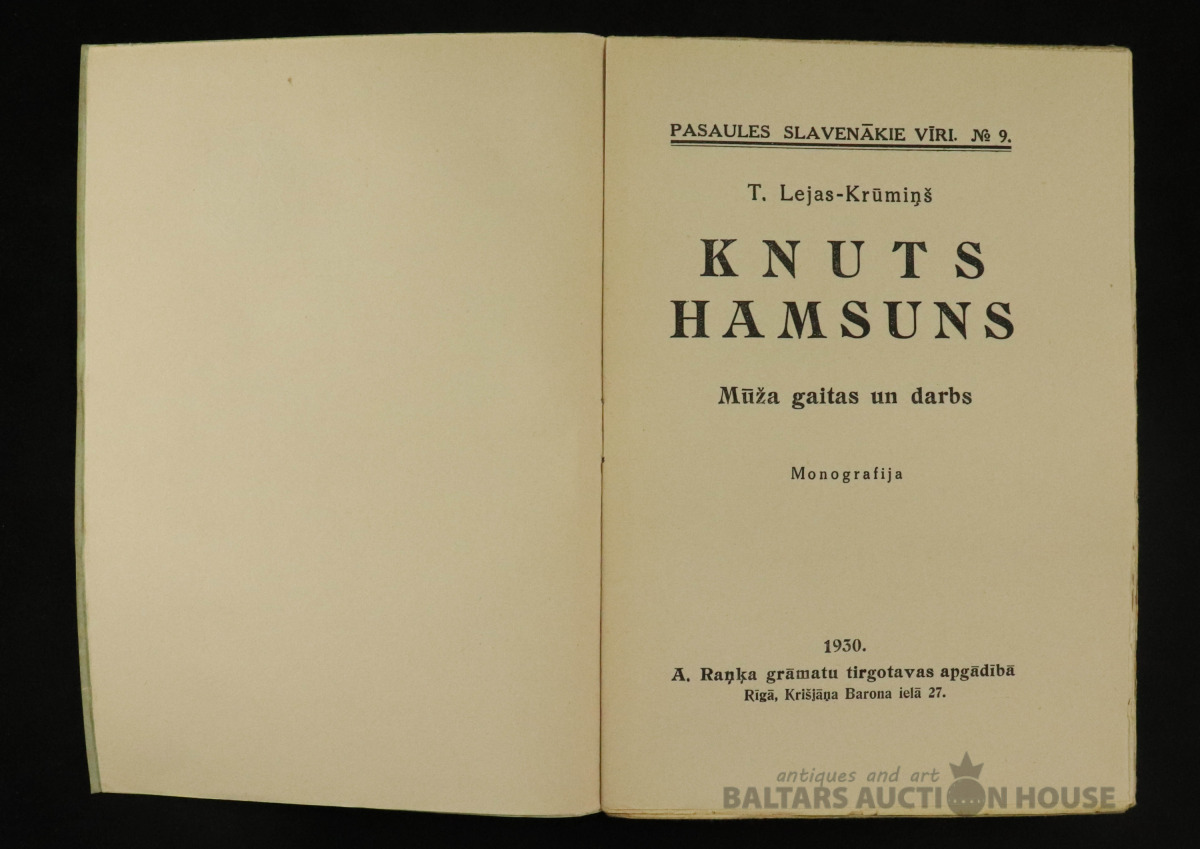 PASAULES SLAVENĀKIE VĪRI. № 9.
T. Lejas-Krūmiņš
KNUTS
HAMSUNS
Mūža gaitas un darbs
Monografija
1930.
A. Raņķa grāmatu tirgotavas apgādībā
Rīgā, Krišjāņa Barona ielā 27.
antiques and art
BALTARS AUCTION HOUSE